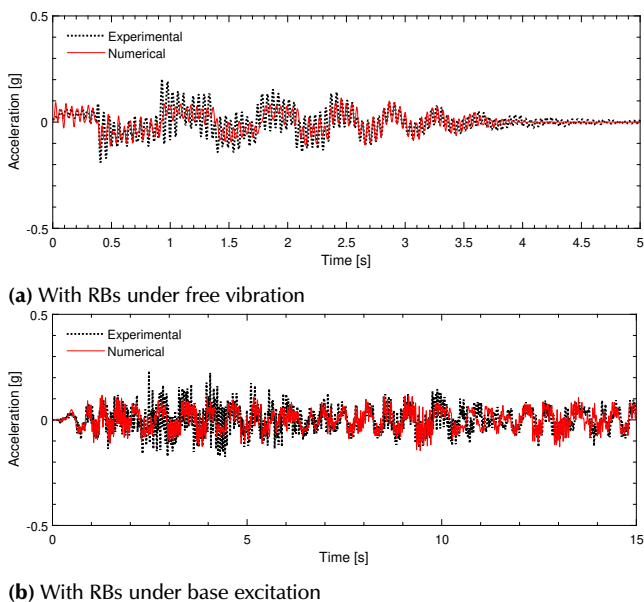 0.5
Experimental
Numerical
Acceleration [g]
0
-0.5
0 0.5 1 1.5 2 2.5 3 3.5 4 4.5 5
Time [s]
(a) With RBs under free vibration
0.5
Experimental
Numerical
Acceleration [g]
0
-0.5
0 5 10 15
Time [s]
(b) With RBs under base excitation